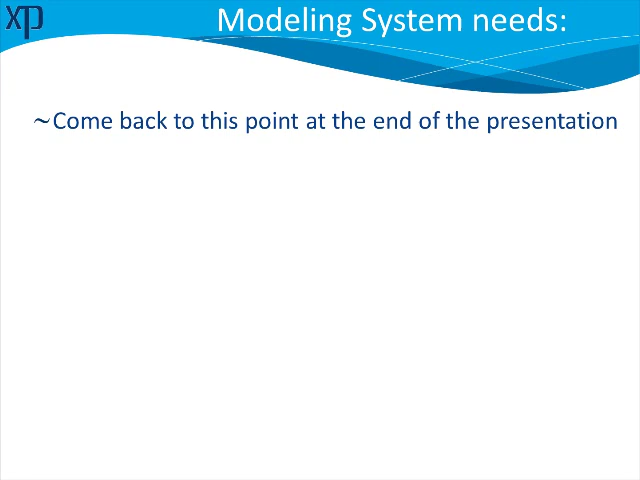 XP
Modeling System needs:
~Come back to this point at the end of the presentation